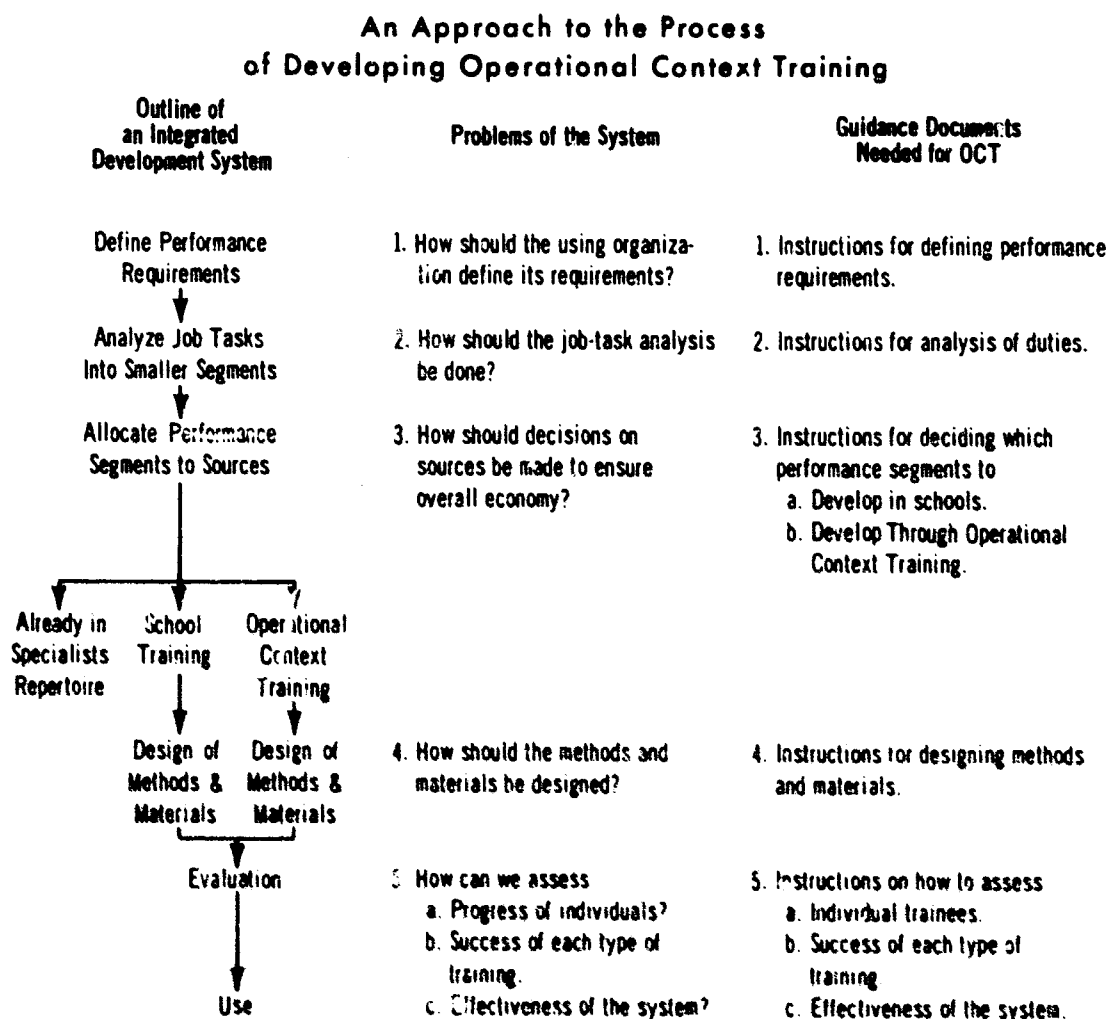 An Approach to the Process
of Developing Operational Context Training
Outline of
an Integrated
Development System
Define Performance
Requirements
Analyze Job Tasks
Into Smaller Segments
Allocate Performance
Segments to Sources
Already in
Specialists
Repertoire
School
Training
Operational
Context
Training
Design of
Methods &
Materials
Design of
Methods &
Materials
Evaluation
Use
Problems of the System
1. How should the using organiza-
tion define its requirements?
2. How should the job-task analysis
be done?
3. How should decisions on
sources be made to ensure
overall economy?
4. How should the methods and
materials be designed?
5 How can we assess
a. Progress of individuals?
b. Success of each type of
training.
c. Effectiveness of the system?
Guidance Documents
Needed for OCT
1. Instructions for defining performance
requirements.
2. Instructions for analysis of duties.
3. Instructions for deciding which
performance segments to
a. Develop in schools.
b. Develop Through Operational
Context Training.
4. Instructions for designing methods
and materials.
5. Instructions on how to assess
a. Individual trainees.
b. Success of each type of
training
c. Effectiveness of the system.